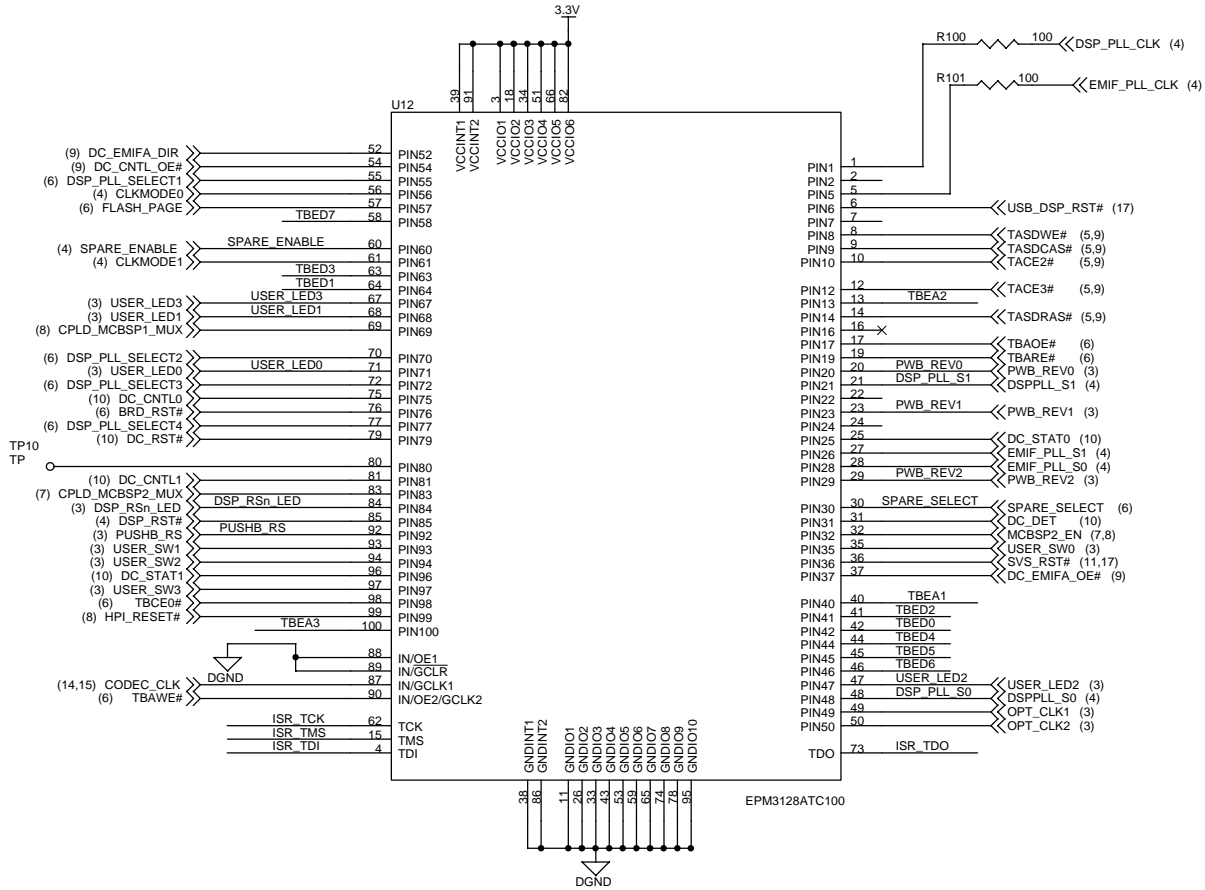 3.3V
R100 100 DSP_PLL_CLK (4)
R101 100 EMIF_PLL_CLK (4)
39 91 3 18 34 51 66 82
U12
VCCINT1 VCCINT2 VCCIO1 VCCIO2 VCCIO3 VCCIO4 VCCIO5 VCCIO6
(9) DC_EMIFA_DIR 52 PIN52
(9) DC_CNTL_OE# 54 PIN54
(6) DSP_PLL_SELECT1 55 PIN55
(4) CLKMODE0 56 PIN56
(6) FLASH_PAGE 57 PIN57
TBED7 58 PIN58
(4) SPARE_ENABLE SPARE_ENABLE 60 PIN60
(4) CLKMODE1 61 PIN61
TBED3 63 PIN63
TBED1 64 PIN64
(3) USER_LED3 USER_LED3 67 PIN67
(3) USER_LED1 USER_LED1 68 PIN68
(8) CPLD_MCBSP1_MUX 69 PIN69
(6) DSP_PLL_SELECT2 70 PIN70
(3) USER_LED0 USER_LED0 71 PIN71
(6) DSP_PLL_SELECT3 72 PIN72
(10) DC_CNTL0 75 PIN75
(6) BRD_RST# 76 PIN76
(6) DSP_PLL_SELECT4 77 PIN77
(10) DC_RST# 79 PIN79
TP10
TP
80 PIN80
(10) DC_CNTL1 81 PIN81
(7) CPLD_MCBSP2_MUX 83 PIN83
(3) DSP_RSn_LED DSP_RSn_LED 84 PIN84
(4) DSP_RST# 85 PIN85
(3) PUSHB_RS PUSHB_RS 92 PIN92
(3) USER_SW1 93 PIN93
(3) USER_SW2 94 PIN94
(10) DC_STAT1 96 PIN96
(3) USER_SW3 97 PIN97
(6) TBCE0# 98 PIN98
(8) HPI_RESET# 99 PIN99
TBEA3 100 PIN100
88 IN/OE1
89 IN/GCLR
DGND
(14,15) CODEC_CLK 87 IN/GCLK1
(6) TBAWE# 90 IN/OE2/GCLK2
ISR_TCK 62 TCK
ISR_TMS 15 TMS
ISR_TDI 4 TDI
PIN1 1
PIN2 2
PIN5 5
PIN6 6 USB_DSP_RST# (17)
PIN7 7
PIN8 8 TASDWE# (5,9)
PIN9 9 TASDCAS# (5,9)
PIN10 10 TACE2# (5,9)
PIN12 12 TACE3# (5,9)
PIN13 13 TBEA2
PIN14 14 TASDRAS# (5,9)
PIN16 16
PIN17 17 TBAOE# (6)
PIN19 19 TBARE# (6)
PIN20 20 PWB_REV0 PWB_REV0 (3)
PIN21 21 DSP_PLL_S1 DSPPLL_S1 (4)
PIN22 22
PIN23 23 PWB_REV1 PWB_REV1 (3)
PIN24 24
PIN25 25 DC_STAT0 (10)
PIN26 27 EMIF_PLL_S1 (4)
PIN28 28 EMIF_PLL_S0 (4)
PIN29 29 PWB_REV2 PWB_REV2 (3)
PIN30 30 SPARE_SELECT SPARE_SELECT (6)
PIN31 31 DC_DET (10)
PIN32 32 MCBSP2_EN (7,8)
PIN35 35 USER_SW0 (3)
PIN36 36 SVS_RST# (11,17)
PIN37 37 DC_EMIFA_OE# (9)
PIN40 40 TBEA1
PIN41 41 TBED2
PIN42 42 TBED0
PIN44 44 TBED4
PIN45 45 TBED5
PIN46 46 TBED6
PIN47 47 USER_LED2 USER_LED2 (3)
PIN48 48 DSP_PLL_S0 DSPPLL_S0 (4)
PIN49 49 OPT_CLK1 (3)
PIN50 50 OPT_CLK2 (3)
TDO 73 ISR_TDO
GNDINT1 GNDINT2 GNDIO1 GNDIO2 GNDIO3 GNDIO4 GNDIO5 GNDIO6 GNDIO7 GNDIO8 GNDIO9 GNDIO10
38 86 11 26 33 43 53 59 65 74 78 95
EPM3128ATC100
DGND